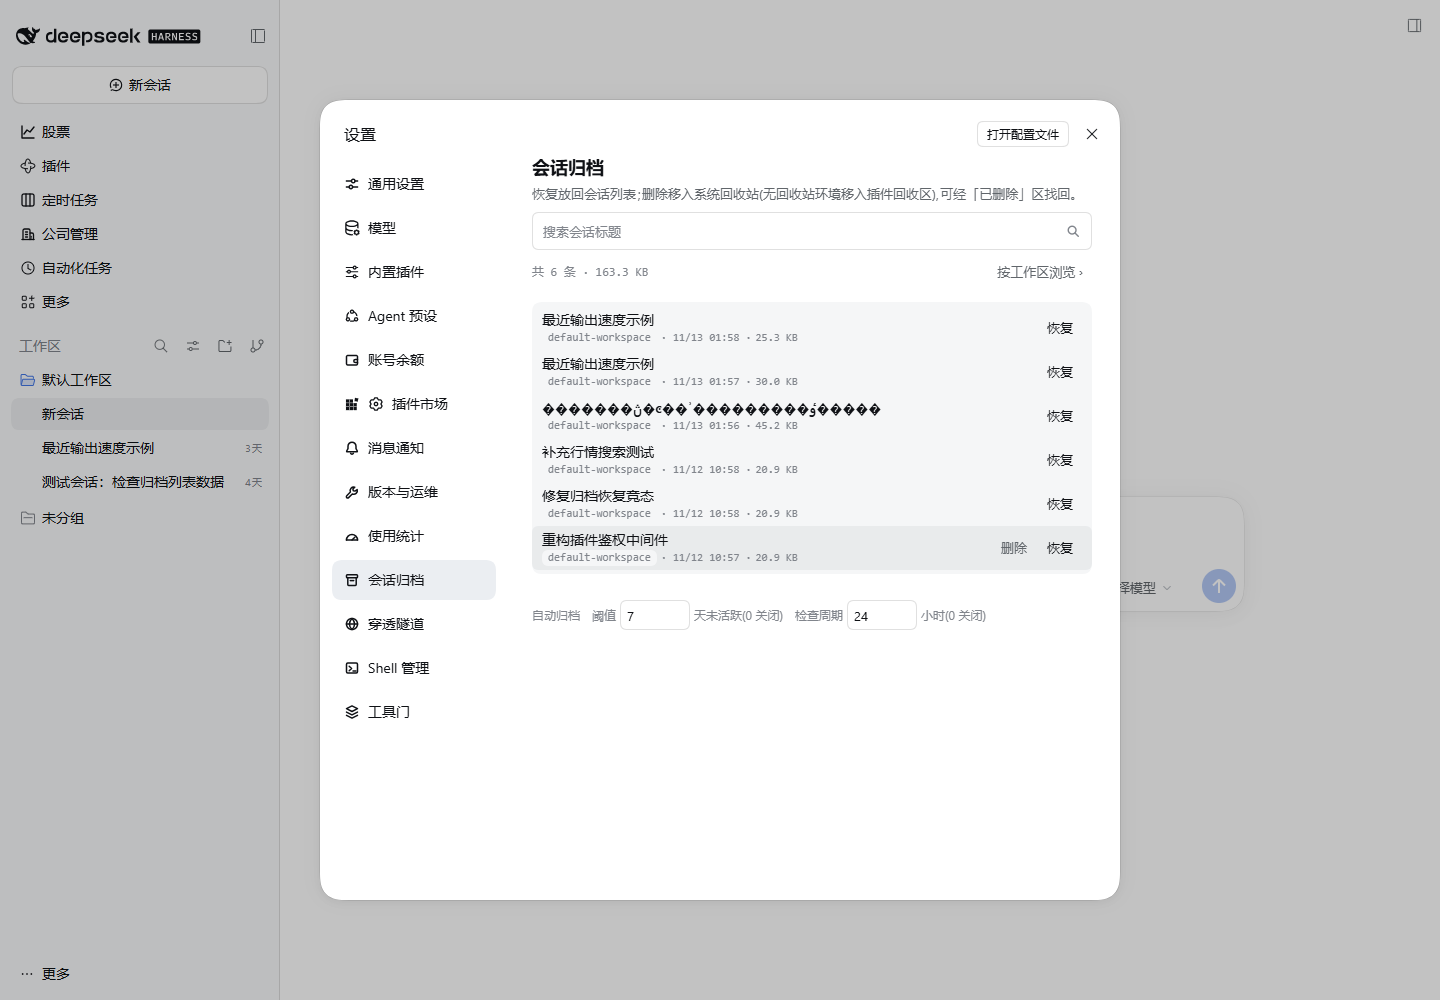 deepseek HARNESS
新会话
股票
插件
定时任务
公司管理
自动化任务
更多
工作区
默认工作区
新会话
最近输出速度示例 3天
测试会话：检查归档列表数据 4天
未分组
更多
设置
打开配置文件
通用设置
模型
内置插件
Agent 预设
账号余额
插件市场
消息通知
版本与运维
使用统计
会话归档
穿透隧道
Shell 管理
工具门
会话归档
恢复放回会话列表;删除移入系统回收站(无回收站环境移入插件回收区),可经「已删除」区找回。
搜索会话标题
共 6 条 · 163.3 KB
按工作区浏览 ›
最近输出速度示例
default-workspace · 11/13 01:58 · 25.3 KB
恢复
最近输出速度示例
default-workspace · 11/13 01:57 · 30.0 KB
恢复
default-workspace · 11/13 01:56 · 45.2 KB
恢复
补充行情搜索测试
default-workspace · 11/12 10:58 · 20.9 KB
恢复
修复归档恢复竞态
default-workspace · 11/12 10:58 · 20.9 KB
恢复
重构插件鉴权中间件
default-workspace · 11/12 10:57 · 20.9 KB
删除 恢复
自动归档 阈值 7 天未活跃(0 关闭) 检查周期 24 小时(0 关闭)
择模型